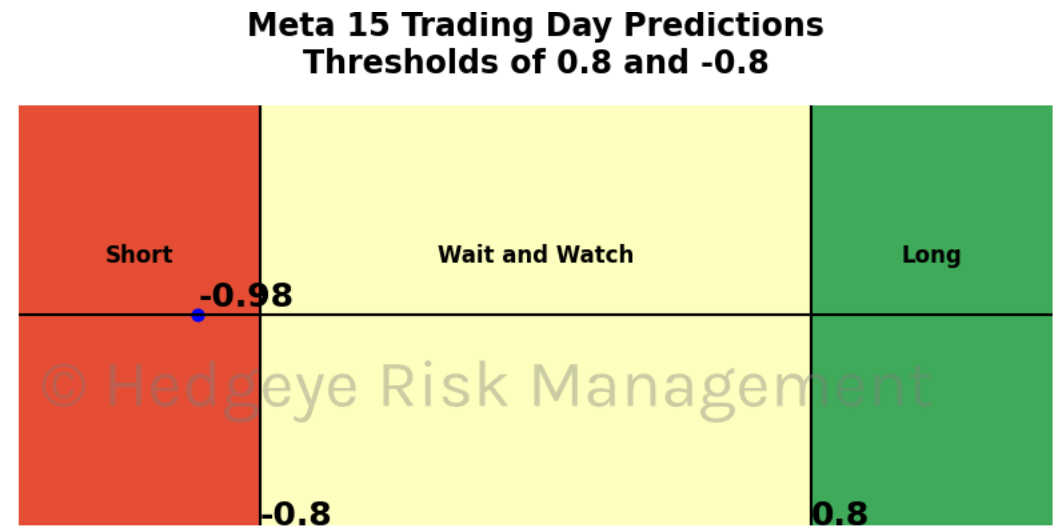 Meta 15 Trading Day Predictions
Thresholds of 0.8 and -0.8
Short
Wait and Watch
Long
-0.98
© Hedgeye Risk Management
-0.8
0.8